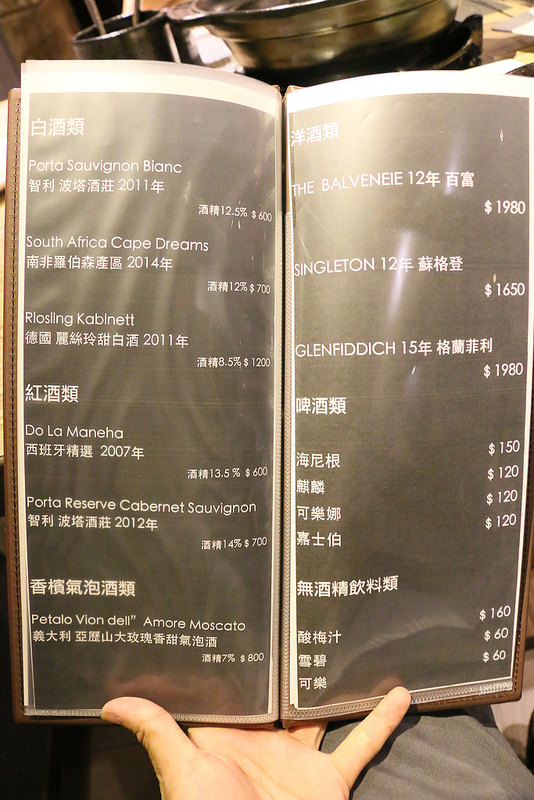 白酒類
Porta Sauvignon Bianc
智利 波塔酒莊 2011年
酒精12.5% $ 600
South Africa Cape Dreams
南非羅伯森產區 2014年
酒精12% $ 700
Riosling Kabinett
德國 麗絲玲甜白酒 2011年
酒精8.5% $ 1200
紅酒類
Do La Maneha
西班牙精選 2007年
酒精13.5 % $ 600
Porta Reserve Cabernet Sauvignon
智利 波塔酒莊 2012年
酒精14% $ 700
香檳氣泡酒類
Petalo Vion dell" Amore Moscato
義大利 亞歷山大玫瑰香甜氣泡酒
酒精7% $ 800
洋酒類
THE BALVENEIE 12年 百富
$ 1980
SINGLETON 12年 蘇格登
$ 1650
GLENFIDDICH 15年 格蘭菲利
$ 1980
啤酒類
海尼根 $ 150
麒麟 $ 120
可樂娜 $ 120
嘉士伯 $ 120
無酒精飲料類
酸梅汁 $ 160
雪碧 $ 60
可樂 $ 60